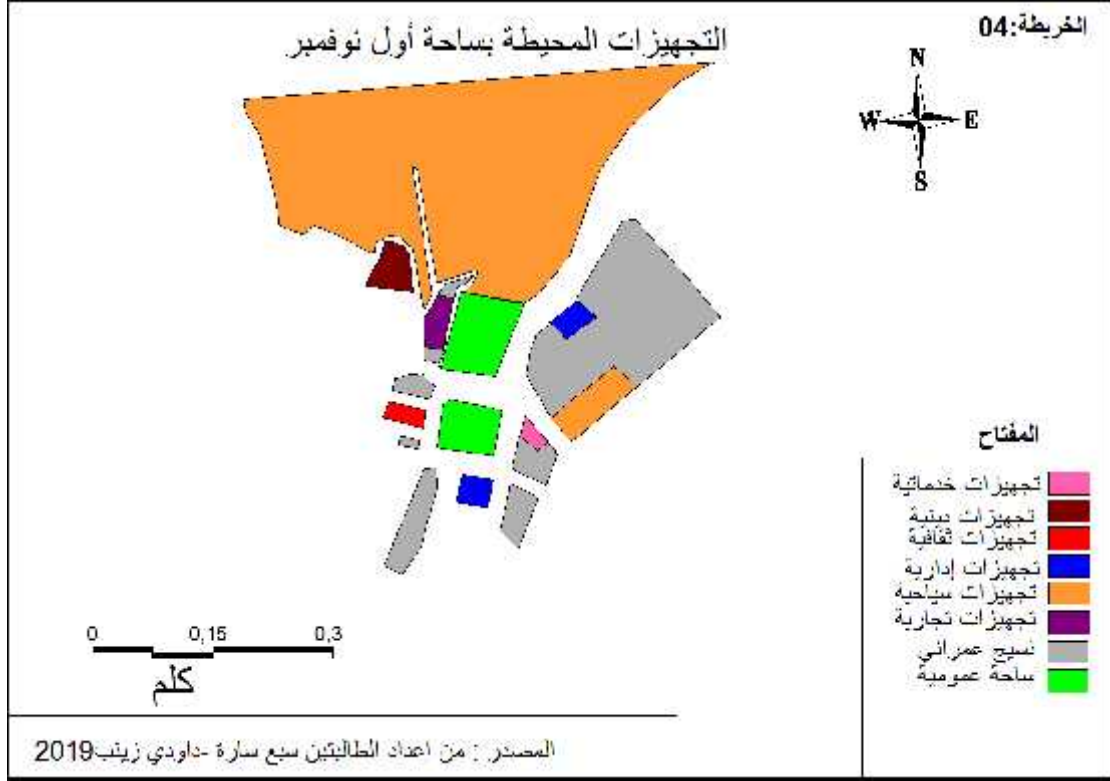 الخريطة:04
التجهيزات المحيطة بساحة أول نوفمبر
N
W E
S
المفتاح
تجهيزات خدماتية
تجهيزات دينية
تجهيزات ثقافية
تجهيزات إدارية
تجهيزات سياحية
تجهيزات تجارية
نسيج عمراني
ساحة عمومية
0 0,15 0,3
كلم
المصدر : من اعداد الطالبتين سبع سارة -داودي زينب2019